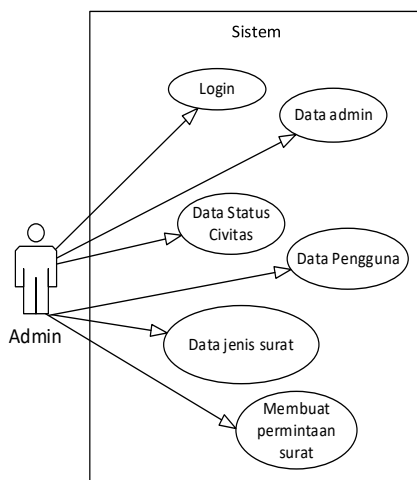 Sistem
Login
Data admin
Data Status
Civitas
Data Pengguna
Admin
Data jenis surat
Membuat
permintaan
surat